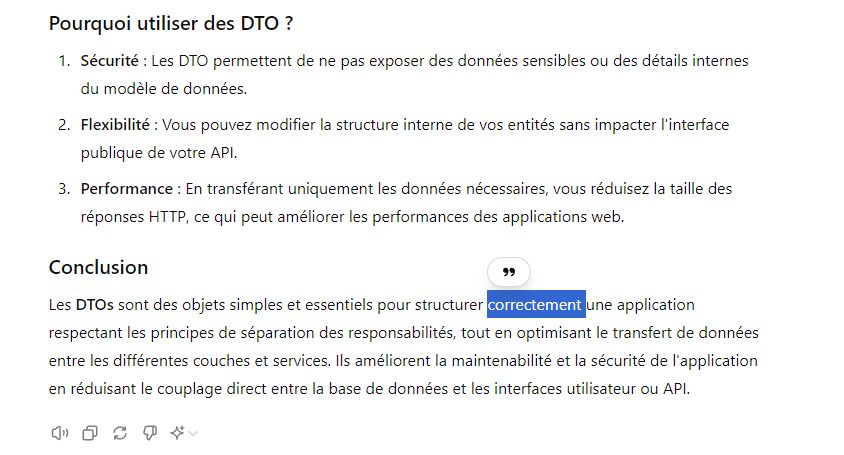 Pourquoi utiliser des DTO ?
1. Sécurité : Les DTO permettent de ne pas exposer des données sensibles ou des détails internes
du modèle de données.
2. Flexibilité : Vous pouvez modifier la structure interne de vos entités sans impacter l'interface
publique de votre API.
3. Performance : En transférant uniquement les données nécessaires, vous réduisez la taille des
réponses HTTP, ce qui peut améliorer les performances des applications web.
Conclusion
Les DTOs sont des objets simples et essentiels pour structurer correctement une application
respectant les principes de séparation des responsabilités, tout en optimisant le transfert de données
entre les différentes couches et services. Ils améliorent la maintenabilité et la sécurité de l'application
en réduisant le couplage direct entre la base de données et les interfaces utilisateur ou API.